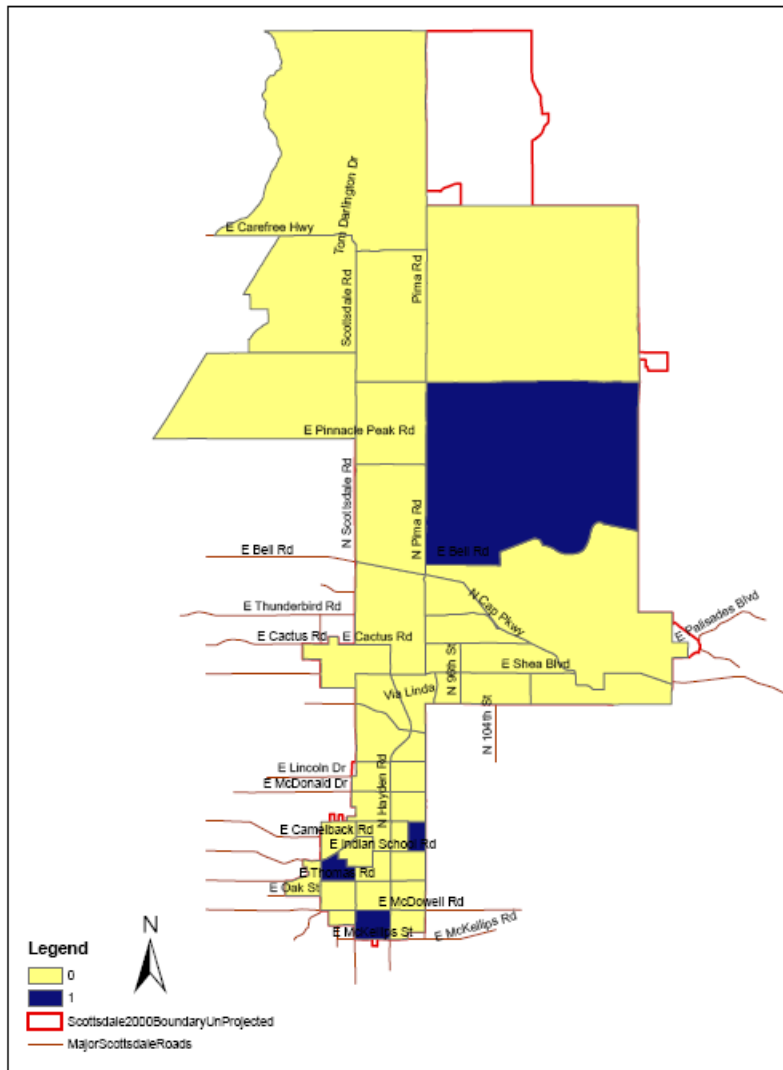 Tom Darlington Dr
E Carefree Hwy
Scottsdale Rd
Pima Rd
E Pinnacle Peak Rd
N Scottsdale Rd
N Pima Rd
E Bell Rd
E Bell Rd
N Cap Pkwy
E Thunderbird Rd
E Palisades Blvd
E Cactus Rd
E Cactus Rd
N 96th St
E Shea Blvd
Via Linda
N 104th St
E Lincoln Dr
E McDonald Dr
N Hayden Rd
E Camelback Rd
E Indian School Rd
E Thomas Rd
E Oak St
E McDowell Rd
E McKellips St
E McKellips Rd
N
Legend
0
1
Scottsdale2000BoundaryUnProjected
MajorScottsdaleRoads